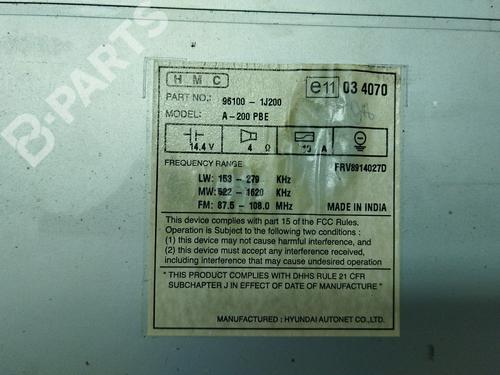 B-PARTS
HMC
e11 03 4070
PART NO.: 96100 - 1J200
MODEL: A-200 PBE
14.4 V 4 Ω 10 A
FREQUENCY RANGE FRV8914027D
LW: 153 - 279 KHz
MW: 522 - 1620 KHz
FM: 87.5 - 108.0 MHz MADE IN INDIA
This device complies with part 15 of the FCC Rules.
Operation is Subject to the following two conditions :
(1) this device may not cause harmful interference, and
(2) this device must accept any interference received,
including interference that may cause undesired operation
" THIS PRODUCT COMPLIES WITH DHHS RULE 21 CFR
SUBCHAPTER J IN EFFECT OF DATE OF MANUFACTURE "
MANUFACTURED : HYUNDAI AUTONET CO.,LTD.